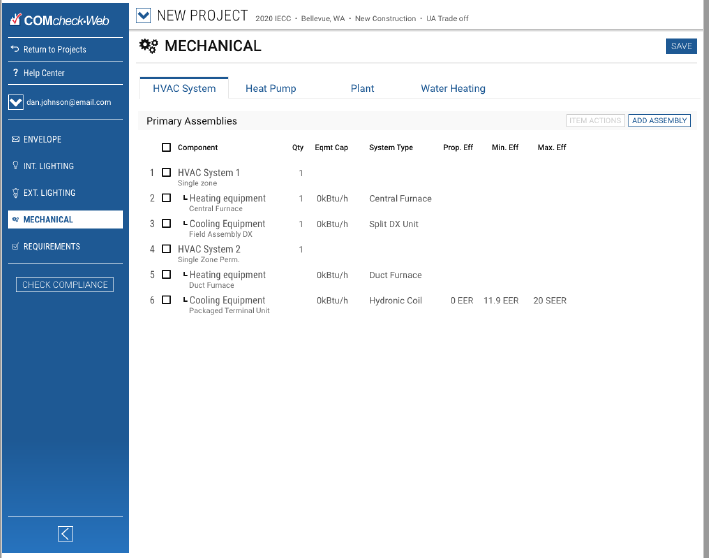 COMcheck-Web
Return to Projects
? Help Center
dan.johnson@email.com
ENVELOPE
INT. LIGHTING
EXT. LIGHTING
MECHANICAL
REQUIREMENTS
CHECK COMPLIANCE
NEW PROJECT 2020 IECC · Bellevue, WA · New Construction · UA Trade off
MECHANICAL SAVE
HVAC System Heat Pump Plant Water Heating
Primary Assemblies ITEM ACTIONS ADD ASSEMBLY
Component Qty Eqmt Cap System Type Prop. Eff Min. Eff Max. Eff
1 HVAC System 1 1
Single zone
2 Heating equipment 1 0kBtu/h Central Furnace
Central Furnace
3 Cooling Equipment 1 0kBtu/h Split DX Unit
Field Assembly DX
4 HVAC System 2 1
Single Zone Perm.
5 Heating equipment 0kBtu/h Duct Furnace
Duct Furnace
6 Cooling Equipment 0kBtu/h Hydronic Coil 0 EER 11.9 EER 20 SEER
Packaged Terminal Unit